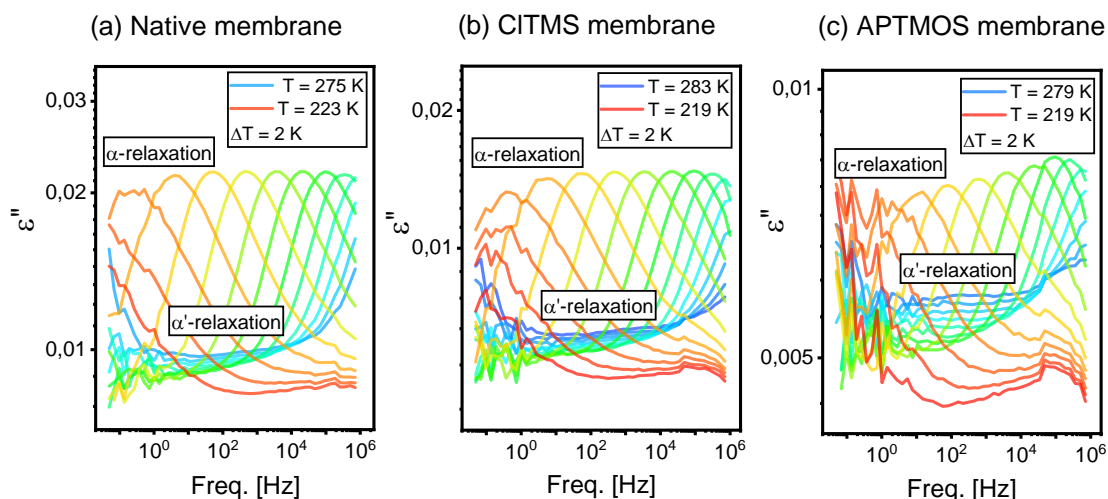 (a) Native membrane
(b) ClTMS membrane
(c) APTMOS membrane
T = 275 K
T = 223 K
ΔT = 2 K
α-relaxation
α'-relaxation
0,03
0,02
0,01
ε''
10^0 10^2 10^4 10^6
Freq. [Hz]
T = 283 K
T = 219 K
ΔT = 2 K
α-relaxation
α'-relaxation
0,02
0,01
ε''
10^0 10^2 10^4 10^6
Freq. [Hz]
T = 279 K
T = 219 K
ΔT = 2 K
α-relaxation
α'-relaxation
0,01
0,005
ε''
10^0 10^2 10^4 10^6
Freq. [Hz]